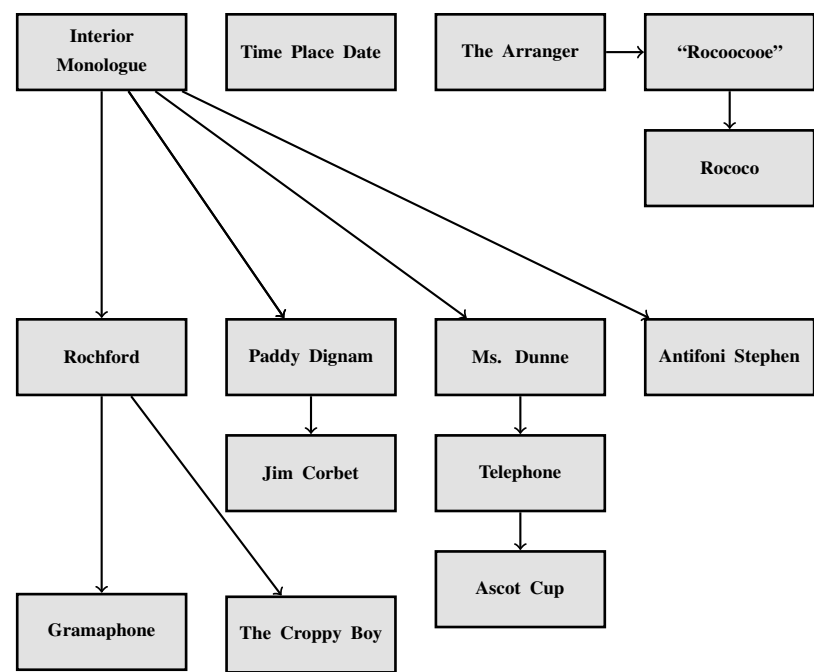 Interior
Monologue
Time Place Date
The Arranger
“Rocoocooe”
Rococo
Rochford
Paddy Dignam
Ms. Dunne
Antifoni Stephen
Jim Corbet
Telephone
Ascot Cup
Gramaphone
The Croppy Boy